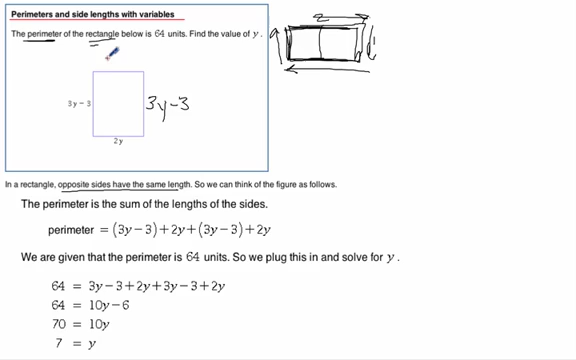 Perimeters and side lengths with variables
The perimeter of the rectangle below is 64 units. Find the value of y.
3y - 3
3y-3
2y
In a rectangle, opposite sides have the same length. So we can think of the figure as follows.
The perimeter is the sum of the lengths of the sides.
perimeter = (3y-3)+2y+(3y-3)+2y
We are given that the perimeter is 64 units. So we plug this in and solve for y.
64 = 3y-3+2y+3y-3+2y
64 = 10y-6
70 = 10y
7 = y